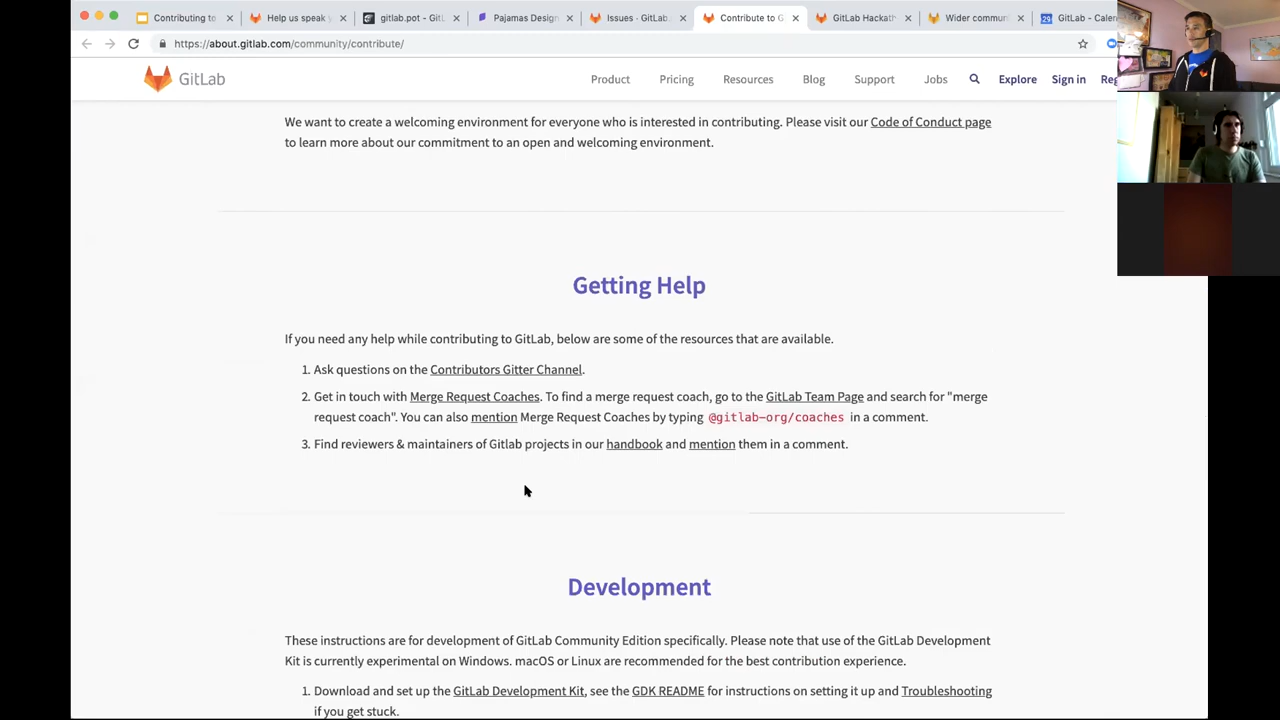 Contributing to
Help us speak y
gitlab.pot - GitL
Pajamas Design
Issues · GitLab.
Contribute to G
GitLab Hackath
Wider commun
29
GitLab - Calen
https://about.gitlab.com/community/contribute/
GitLab
Product
Pricing
Resources
Blog
Support
Jobs
Explore
Sign in
Reg
We want to create a welcoming environment for everyone who is interested in contributing. Please visit our Code of Conduct page
to learn more about our commitment to an open and welcoming environment.
Getting Help
If you need any help while contributing to GitLab, below are some of the resources that are available.
1. Ask questions on the Contributors Gitter Channel.
2. Get in touch with Merge Request Coaches. To find a merge request coach, go to the GitLab Team Page and search for "merge
request coach". You can also mention Merge Request Coaches by typing @gitlab-org/coaches in a comment.
3. Find reviewers & maintainers of Gitlab projects in our handbook and mention them in a comment.
Development
These instructions are for development of GitLab Community Edition specifically. Please note that use of the GitLab Development
Kit is currently experimental on Windows. macOS or Linux are recommended for the best contribution experience.
1. Download and set up the GitLab Development Kit, see the GDK README for instructions on setting it up and Troubleshooting
if you get stuck.